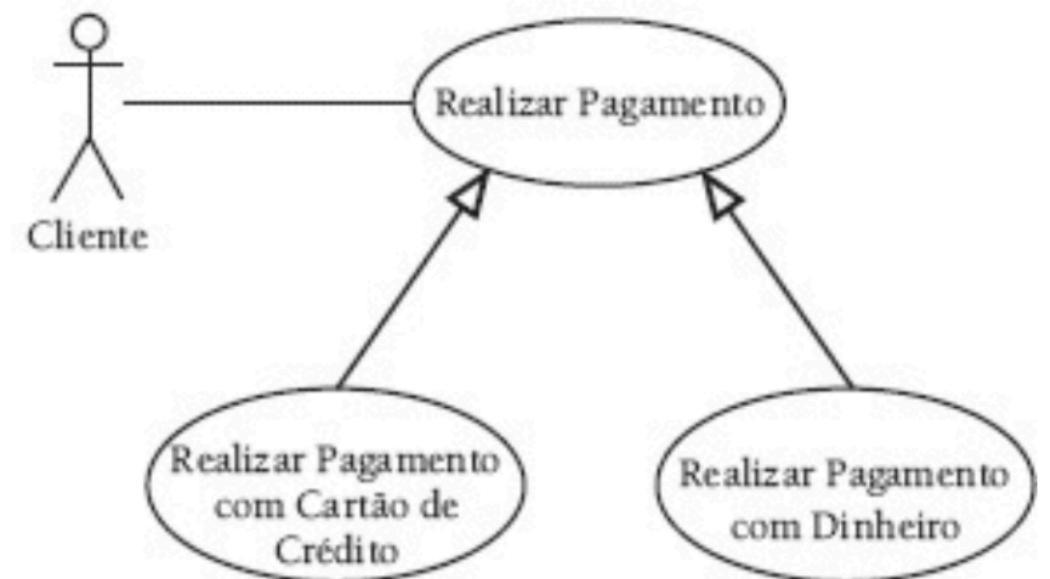 Realizar Pagamento
Cliente
Realizar Pagamento
com Cartão de
Crédito
Realizar Pagamento
com Dinheiro